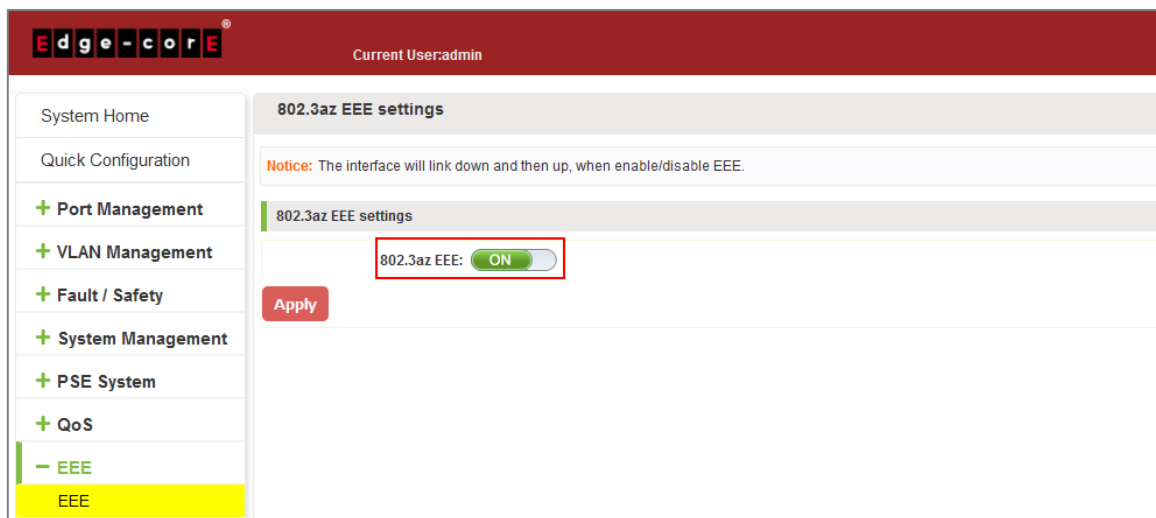 Edge-corE®
Current User:admin
System Home
Quick Configuration
+ Port Management
+ VLAN Management
+ Fault / Safety
+ System Management
+ PSE System
+ QoS
− EEE
EEE
802.3az EEE settings
Notice: The interface will link down and then up, when enable/disable EEE.
802.3az EEE settings
802.3az EEE: ON
Apply